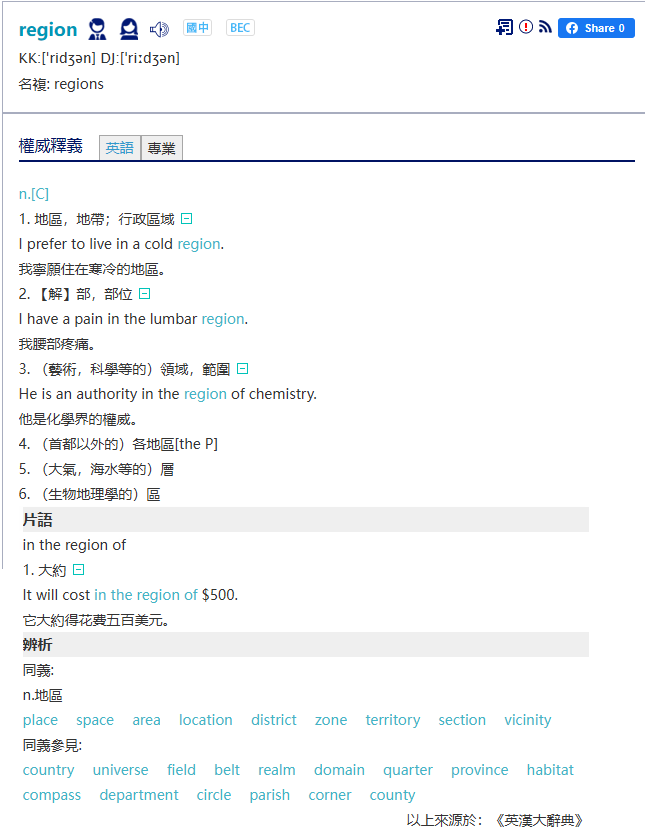 region 國中 BEC Share 0
KK:[ˈridʒən] DJ:[ˈriːdʒən]
名複: regions
權威釋義 英語 專業
n.[C]
1. 地區，地帶；行政區域
I prefer to live in a cold region.
我寧願住在寒冷的地區。
2. 【解】部，部位
I have a pain in the lumbar region.
我腰部疼痛。
3. （藝術，科學等的）領域，範圍
He is an authority in the region of chemistry.
他是化學界的權威。
4. （首都以外的）各地區[the P]
5. （大氣，海水等的）層
6. （生物地理學的）區
片語
in the region of
1. 大約
It will cost in the region of $500.
它大約得花費五百美元。
辨析
同義:
n.地區
place space area location district zone territory section vicinity
同義參見:
country universe field belt realm domain quarter province habitat
compass department circle parish corner county
以上來源於：《英漢大辭典》